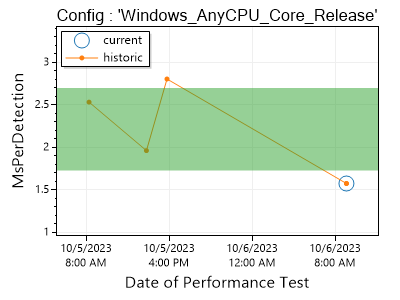 Config : 'Windows_AnyCPU_Core_Release'
current
historic
MsPerDetection
3
2.5
2
1.5
1
10/5/2023 10/5/2023 10/6/2023 10/6/2023
8:00 AM 4:00 PM 12:00 AM 8:00 AM
Date of Performance Test